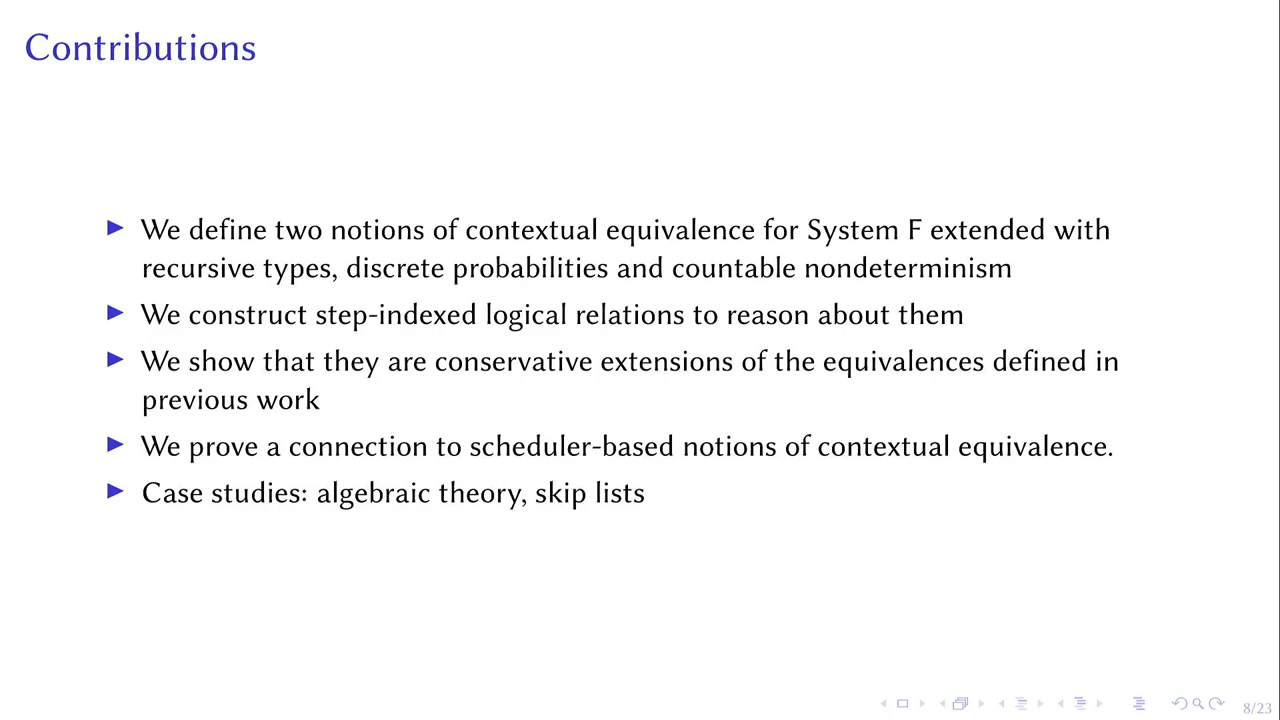 Contributions
We define two notions of contextual equivalence for System F extended with
recursive types, discrete probabilities and countable nondeterminism
We construct step-indexed logical relations to reason about them
We show that they are conservative extensions of the equivalences defined in
previous work
We prove a connection to scheduler-based notions of contextual equivalence.
Case studies: algebraic theory, skip lists
8/23